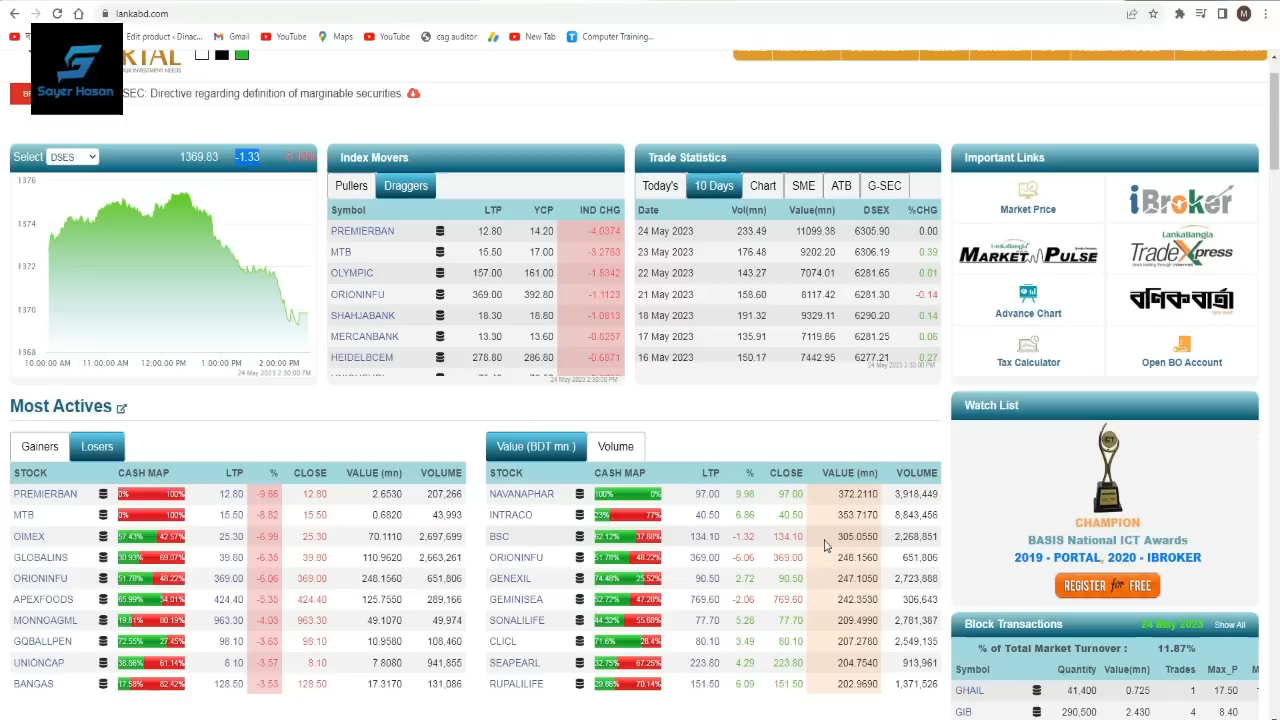 lankabd.com
M
Edit product ‹ Dinac...
Gmail
YouTube
Maps
YouTube
cag auditor
New Tab
Computer Training...
Sayer Hasan
SEC: Directive regarding definition of marginable securities.
Select DSES 1369.83 -1.33
1376
1374
1372
1370
1368
10:00:00 AM 11:00:00 AM 12:00:00 PM 1:00:00 PM 2:00:00 PM
24 May 2023 2:30:00 PM
Index Movers
Pullers Draggers
Symbol LTP YCP IND CHG
PREMIERBAN 12.80 14.20 -4.0374
MTB 15.50 17.00 -3.2763
OLYMPIC 157.00 161.00 -1.8342
ORIONINFU 369.00 392.80 -1.1123
SHAHJABANK 18.30 18.80 -1.0813
MERCANBANK 13.30 13.60 -0.8257
HEIDELBCEM 278.80 286.80 -0.6871
24 May 2023 2:30:00 PM
Trade Statistics
Today's 10 Days Chart SME ATB G-SEC
Date Vol(mn) Value(mn) DSEX %CHG
24 May 2023 233.49 11099.38 6305.90 0.00
23 May 2023 176.48 9202.20 6306.19 0.39
22 May 2023 143.27 7074.01 6281.65 0.01
21 May 2023 158.60 8117.42 6281.30 -0.14
18 May 2023 191.32 9329.11 6290.20 0.14
17 May 2023 135.91 7119.86 6281.25 0.06
16 May 2023 150.17 7442.95 6277.21 0.27
24 May 2023 2:30:00 PM
Important Links
Market Price
iBroker
LankaBangla
MARKET PULSE
LankaBangla
TradeXpress
Advance Chart
বণিক বার্তা
Tax Calculator
Open BO Account
Most Actives
Gainers Losers
STOCK CASH MAP LTP % CLOSE VALUE (mn) VOLUME
PREMIERBAN 0% 100% 12.80 -9.86 12.80 2.6530 207,266
MTB 0% 100% 15.50 -8.82 15.50 0.6820 43,993
OIMEX 57.43% 42.57% 25.30 -6.99 25.30 70.1110 2,697,699
GLOBALINS 30.93% 69.07% 39.80 -6.35 39.80 110.9620 2,663,261
ORIONINFU 51.78% 48.22% 369.00 -6.06 369.00 248.1560 651,806
APEXFOODS 65.99% 34.01% 424.40 -5.35 424.40 125.7550
MONNOAGML 19.81% 80.19% 963.30 -4.03 963.30 49.1070 49,974
GQBALLPEN 72.55% 27.45% 98.10 -3.63 98.10 10.9580
UNIONCAP 38.86% 61.14% 8.10 -3.57 8.10 7.8080 941,855
BANGAS 17.58% 82.42% 128.50 -3.53 128.50 17.3170 131,086
Value (BDT mn.) Volume
STOCK CASH MAP LTP % CLOSE VALUE (mn) VOLUME
NAVANAPHAR 100% 0% 97.00 9.98 97.00 372.2110 3,918,449
INTRACO 23% 77% 40.50 6.86 40.50 353.7170 8,843,456
BSC 62.12% 37.88% 134.10 -1.32 134.10 305.0550 2,268,851
ORIONINFU 51.78% 48.22% 369.00 -6.06 369.00 248.1560 651,806
GENEXIL 74.48% 25.52% 90.50 2.72 90.50 247.1050 2,723,888
GEMINISEA 52.72% 47.28% 769.60 -2.06 769.60 306,643
SONALILIFE 44.32% 55.68% 77.70 5.28 77.70 209.4990 2,781,387
CLICL 71.6% 28.4% 80.10 3.49 80.10 2,549,135
SEAPEARL 32.75% 67.25% 223.80 4.29 223.80 204.7540 913,961
RUPALILIFE 29.86% 70.14% 151.50 6.09 151.50 202.9690 1,371,526
Watch List
ICT
CHAMPION
BASIS National ICT Awards
2019 - PORTAL, 2020 - IBROKER
REGISTER for FREE
Block Transactions 24 May 2023 Show All
% of Total Market Turnover : 11.87%
Symbol Quantity Value(mn) Trades Max_P
GHAIL 41,400 0.725 1 17.50
GIB 290,500 2.430 4 8.40